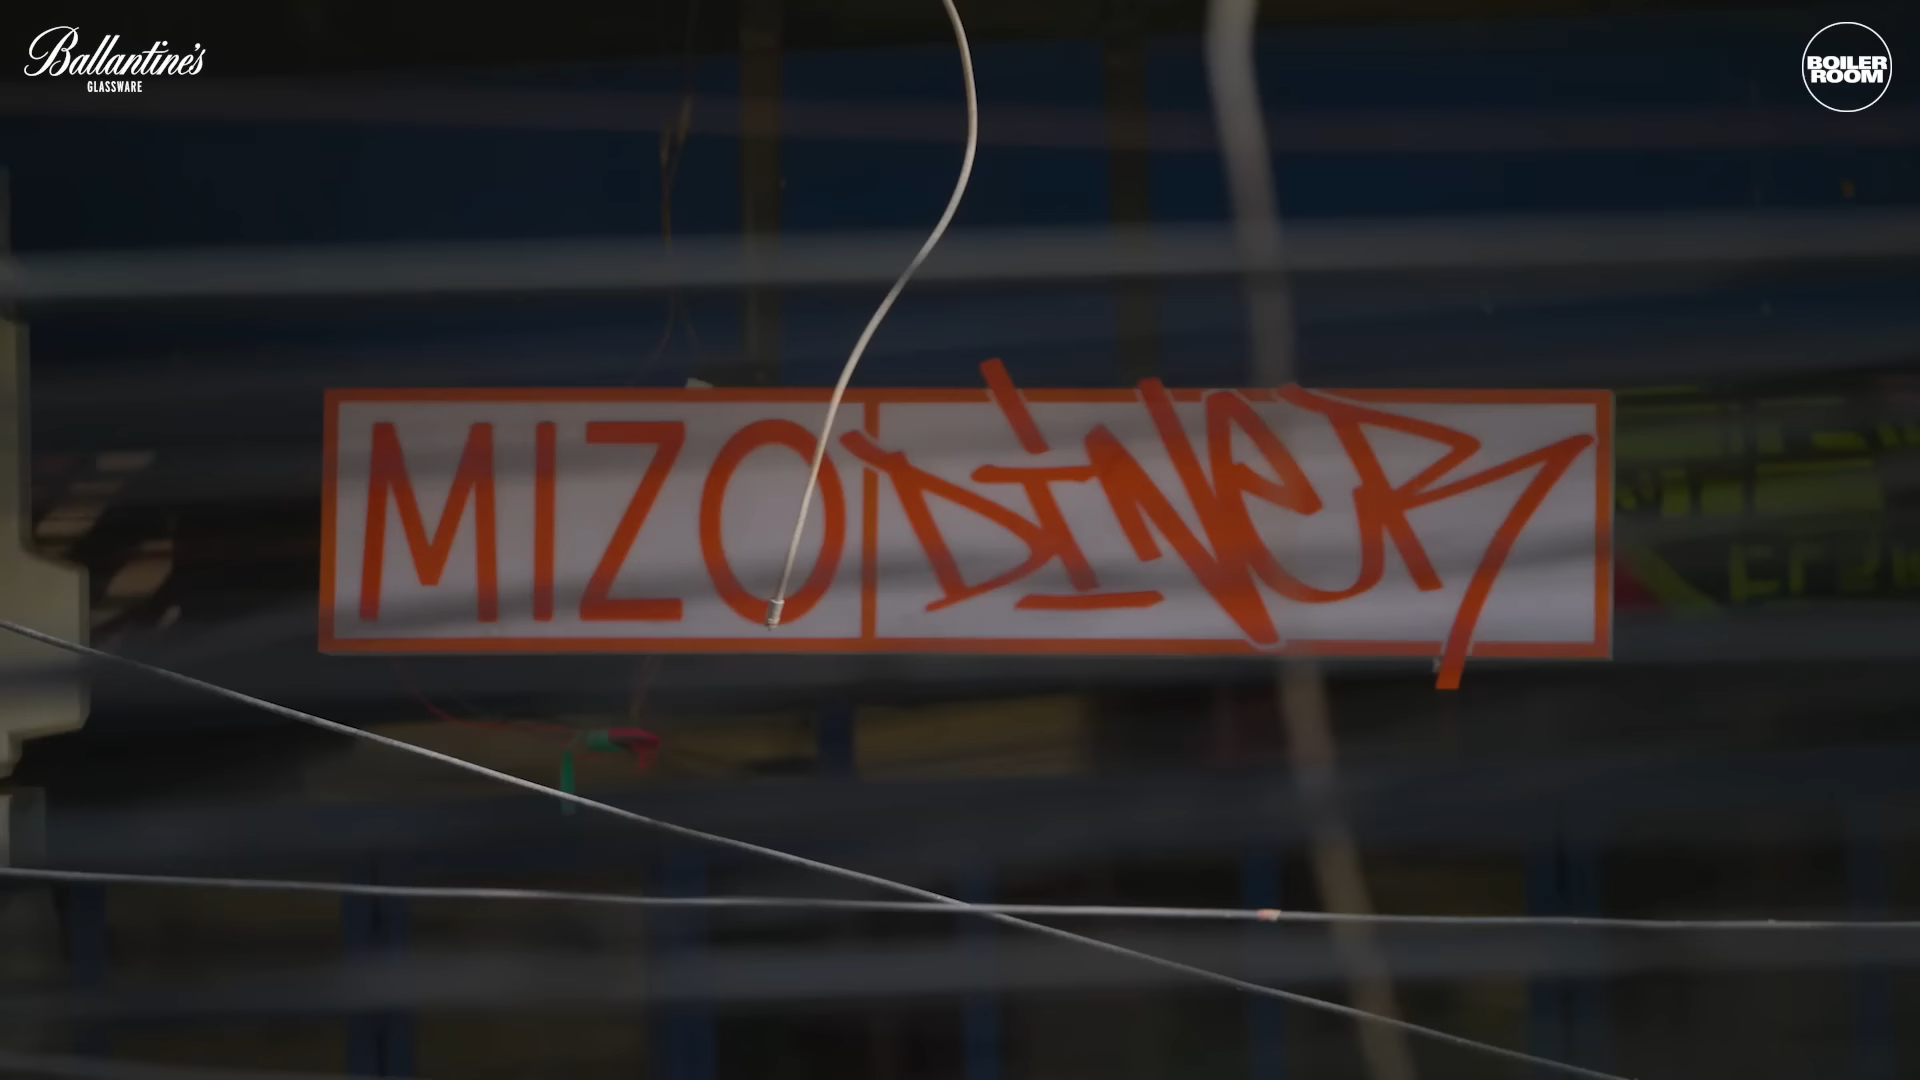 Ballantine's
GLASSWARE
BOILER
ROOM
MIZO DINER